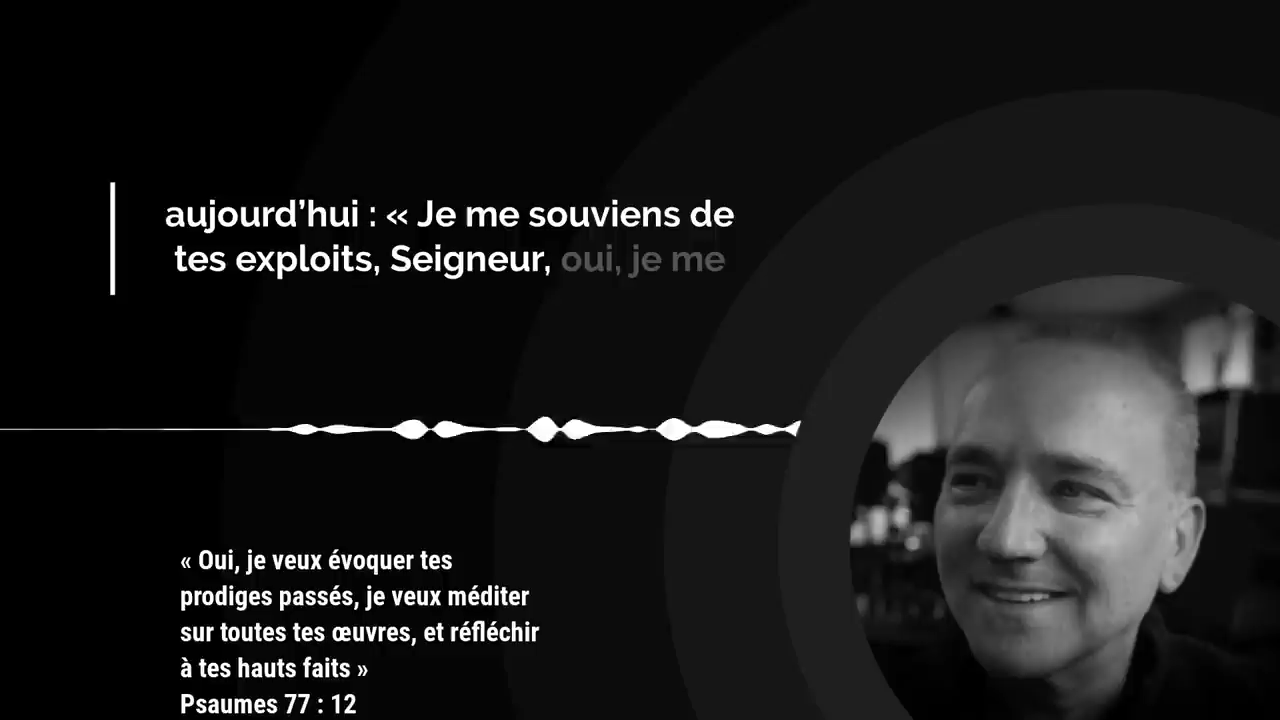 aujourd’hui : « Je me souviens de
tes exploits, Seigneur, oui, je me
« Oui, je veux évoquer tes
prodiges passés, je veux méditer
sur toutes tes œuvres, et réfléchir
à tes hauts faits »
Psaumes 77 : 12